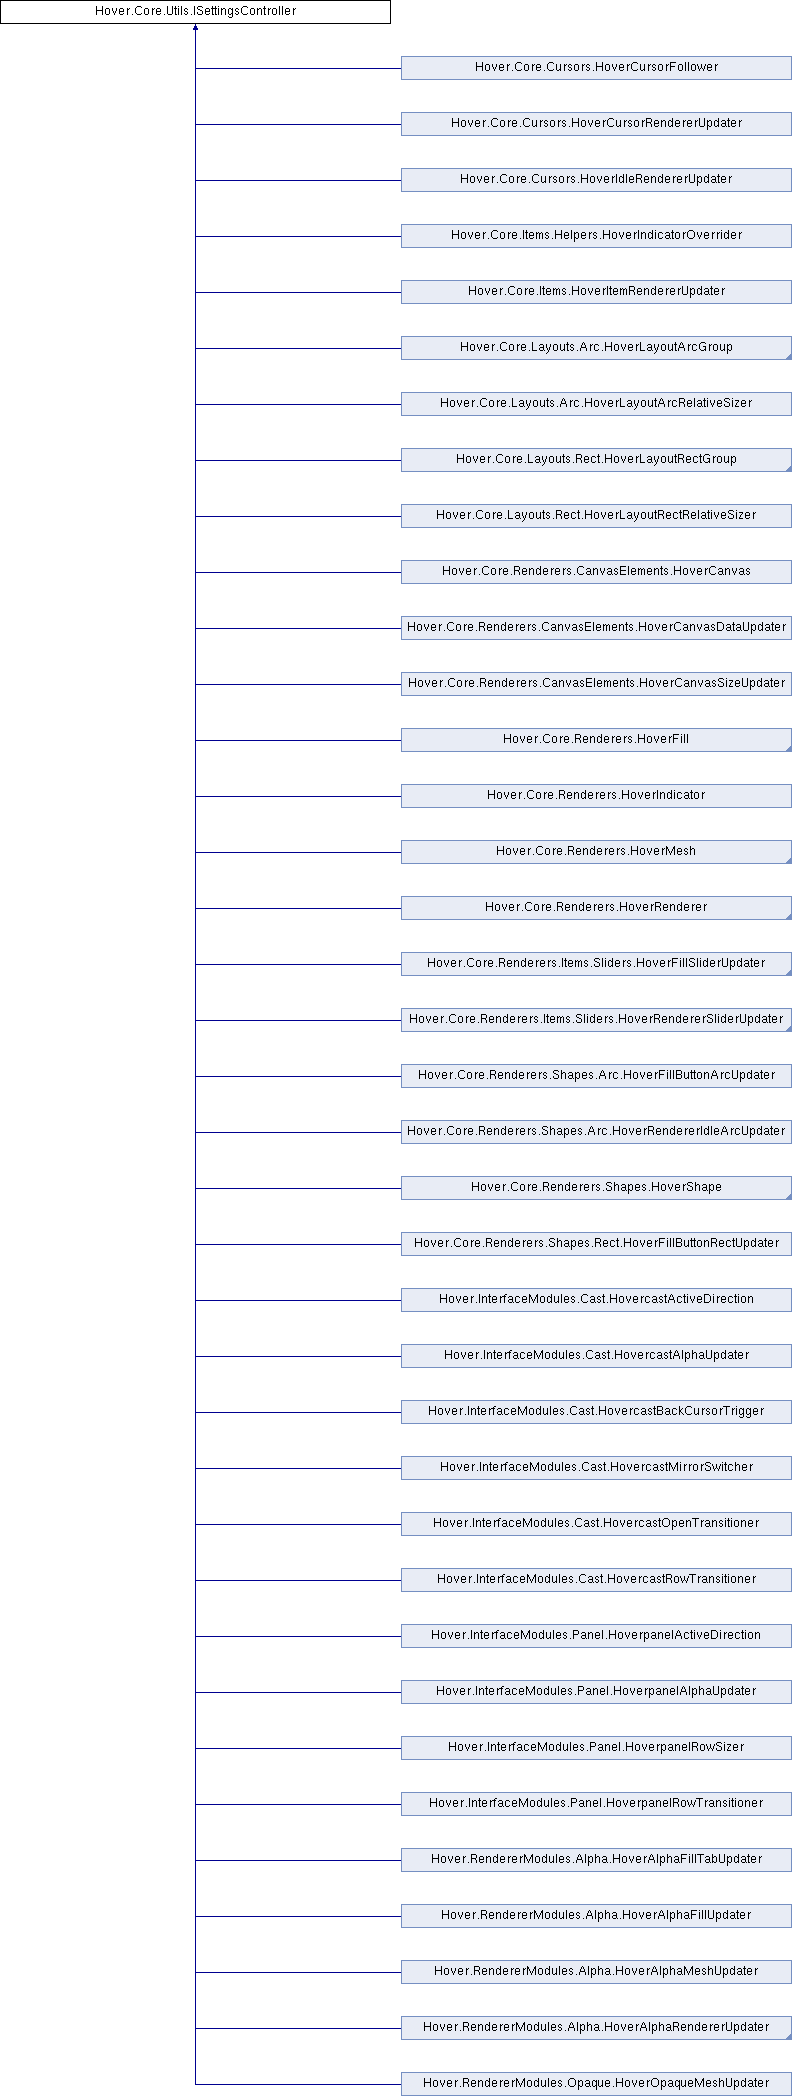 Hover.Core.Utils.ISettingsController
Hover.Core.Cursors.HoverCursorFollower
Hover.Core.Cursors.HoverCursorRendererUpdater
Hover.Core.Cursors.HoverIdleRendererUpdater
Hover.Core.Items.Helpers.HoverIndicatorOverrider
Hover.Core.Items.HoverItemRendererUpdater
Hover.Core.Layouts.Arc.HoverLayoutArcGroup
Hover.Core.Layouts.Arc.HoverLayoutArcRelativeSizer
Hover.Core.Layouts.Rect.HoverLayoutRectGroup
Hover.Core.Layouts.Rect.HoverLayoutRectRelativeSizer
Hover.Core.Renderers.CanvasElements.HoverCanvas
Hover.Core.Renderers.CanvasElements.HoverCanvasDataUpdater
Hover.Core.Renderers.CanvasElements.HoverCanvasSizeUpdater
Hover.Core.Renderers.HoverFill
Hover.Core.Renderers.HoverIndicator
Hover.Core.Renderers.HoverMesh
Hover.Core.Renderers.HoverRenderer
Hover.Core.Renderers.Items.Sliders.HoverFillSliderUpdater
Hover.Core.Renderers.Items.Sliders.HoverRendererSliderUpdater
Hover.Core.Renderers.Shapes.Arc.HoverFillButtonArcUpdater
Hover.Core.Renderers.Shapes.Arc.HoverRendererIdleArcUpdater
Hover.Core.Renderers.Shapes.HoverShape
Hover.Core.Renderers.Shapes.Rect.HoverFillButtonRectUpdater
Hover.InterfaceModules.Cast.HovercastActiveDirection
Hover.InterfaceModules.Cast.HovercastAlphaUpdater
Hover.InterfaceModules.Cast.HovercastBackCursorTrigger
Hover.InterfaceModules.Cast.HovercastMirrorSwitcher
Hover.InterfaceModules.Cast.HovercastOpenTransitioner
Hover.InterfaceModules.Cast.HovercastRowTransitioner
Hover.InterfaceModules.Panel.HoverpanelActiveDirection
Hover.InterfaceModules.Panel.HoverpanelAlphaUpdater
Hover.InterfaceModules.Panel.HoverpanelRowSizer
Hover.InterfaceModules.Panel.HoverpanelRowTransitioner
Hover.RendererModules.Alpha.HoverAlphaFillTabUpdater
Hover.RendererModules.Alpha.HoverAlphaFillUpdater
Hover.RendererModules.Alpha.HoverAlphaMeshUpdater
Hover.RendererModules.Alpha.HoverAlphaRendererUpdater
Hover.RendererModules.Opaque.HoverOpaqueMeshUpdater